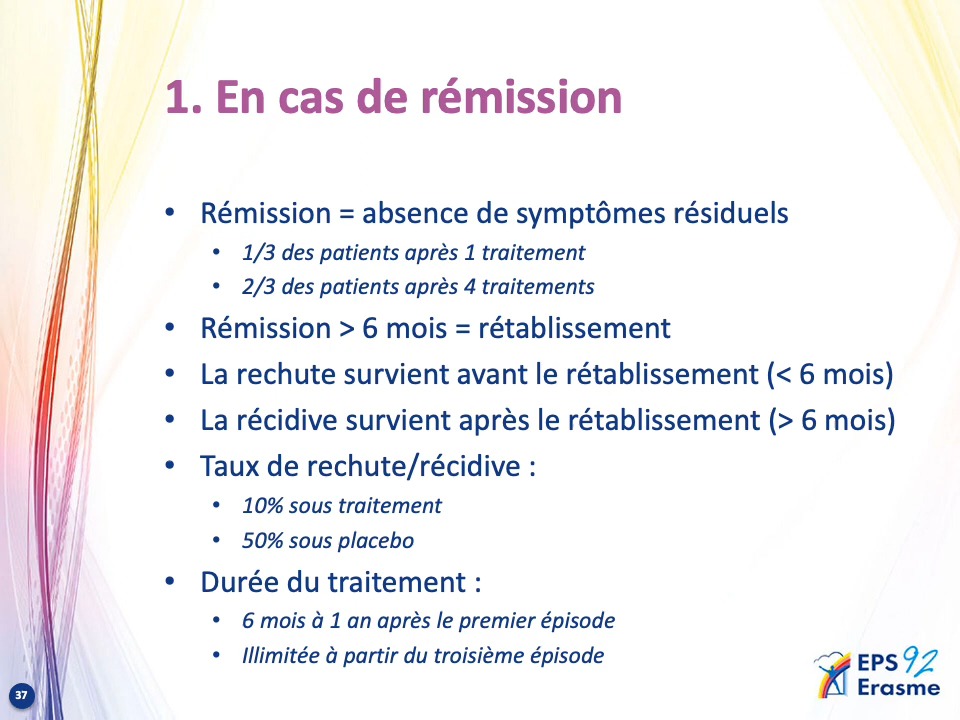 1. En cas de rémission
• Rémission = absence de symptômes résiduels
• 1/3 des patients après 1 traitement
• 2/3 des patients après 4 traitements
• Rémission > 6 mois = rétablissement
• La rechute survient avant le rétablissement (< 6 mois)
• La récidive survient après le rétablissement (> 6 mois)
• Taux de rechute/récidive :
• 10% sous traitement
• 50% sous placebo
• Durée du traitement :
• 6 mois à 1 an après le premier épisode
• Illimitée à partir du troisième épisode
37
EPS 92
Erasme